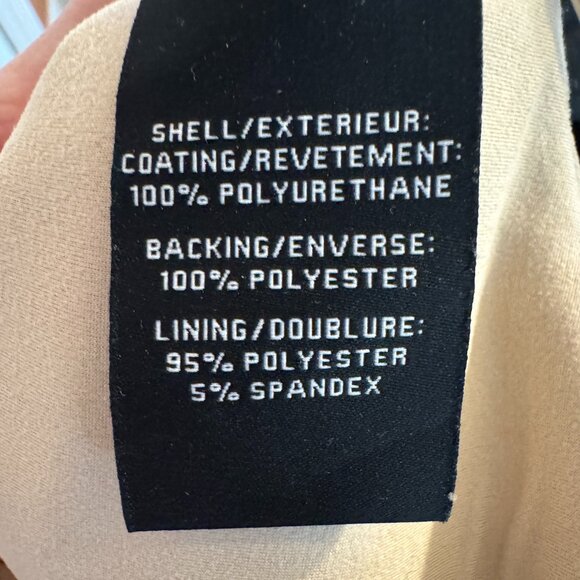 SHELL/EXTERIEUR:
COATING/REVETEMENT:
100% POLYURETHANE
BACKING/ENVERSE:
100% POLYESTER
LINING/DOUBLURE:
95% POLYESTER
5% SPANDEX